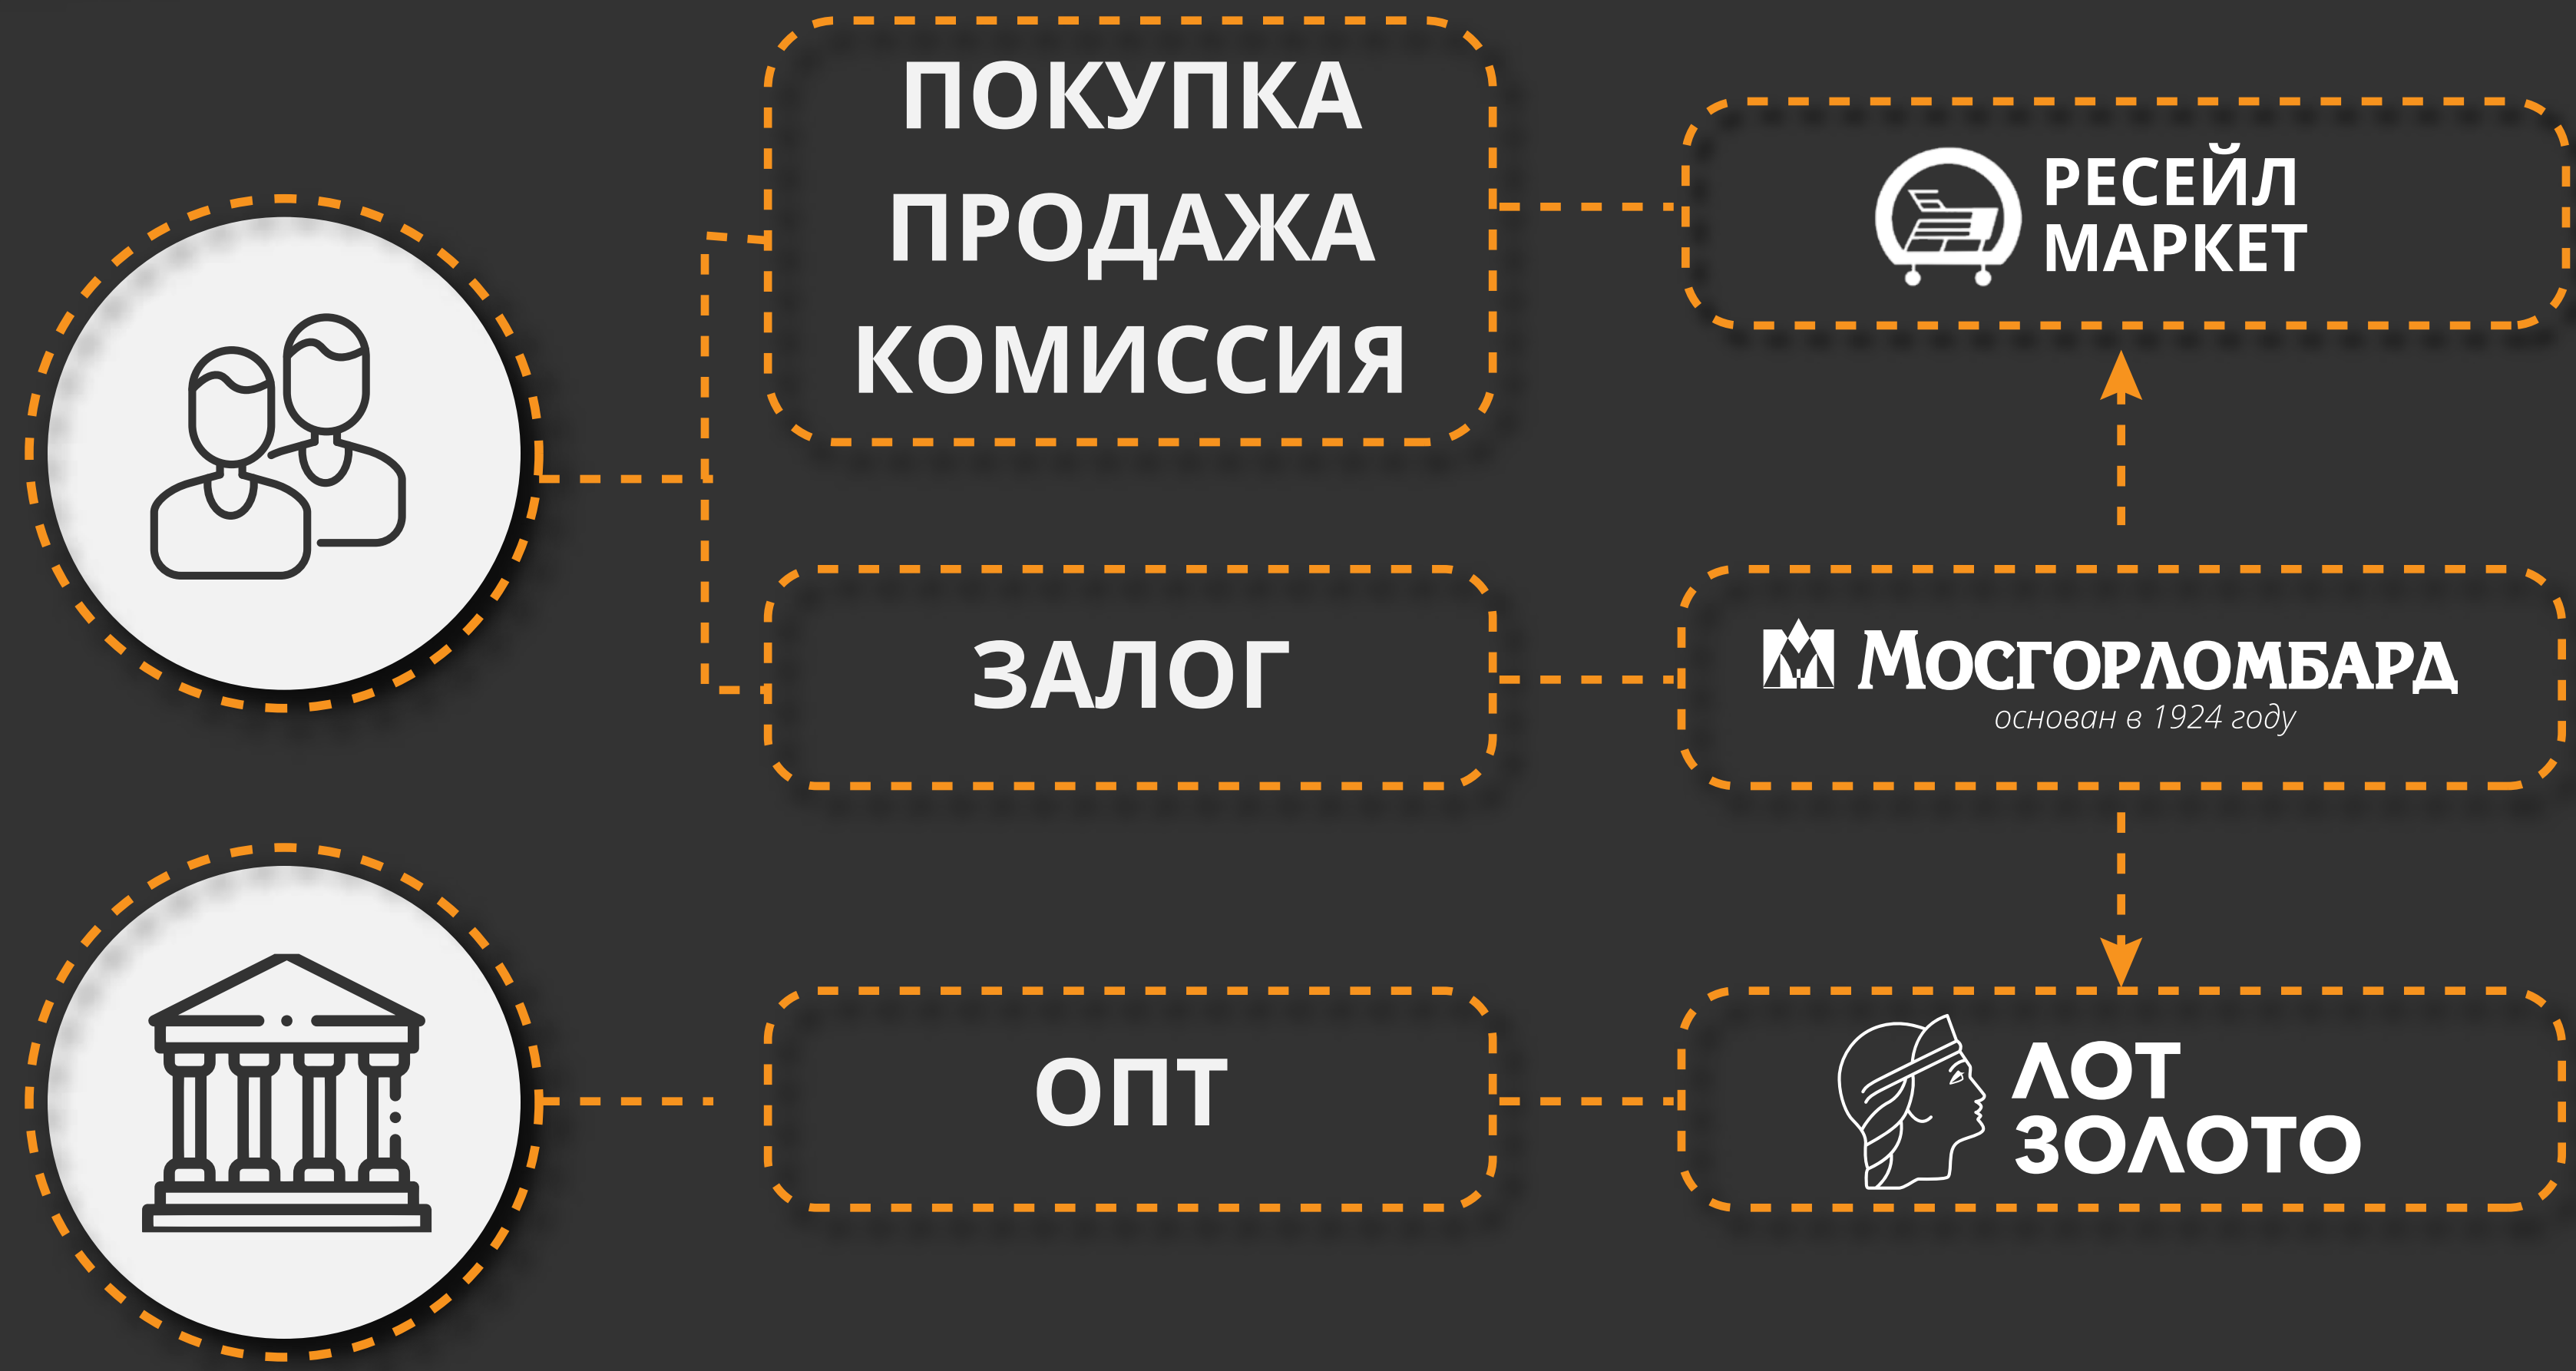 ПОКУПКА
ПРОДАЖА
КОМИССИЯ
РЕСЕЙЛ
МАРКЕТ
ЗАЛОГ
МОСГОРЛОМБАРД
основан в 1924 году
ОПТ
ЛОТ
ЗОЛОТО